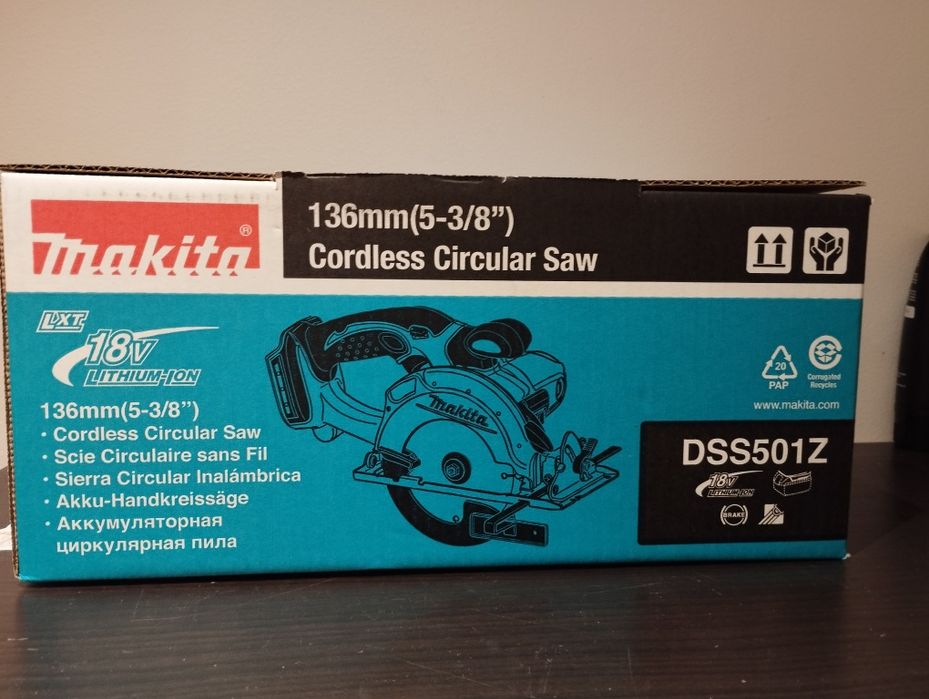 makita®
136mm(5-3/8”)
Cordless Circular Saw
LXT
18V
LITHIUM-ION
136mm(5-3/8”)
· Cordless Circular Saw
· Scie Circulaire sans Fil
· Sierra Circular Inalámbrica
· Akku-Handkreissäge
· Аккумуляторная
циркулярная пила
makita
20
PAP
Corrugated
Recycles
www.makita.com
DSS501Z
18V
LITHIUM-ION
BRAKE